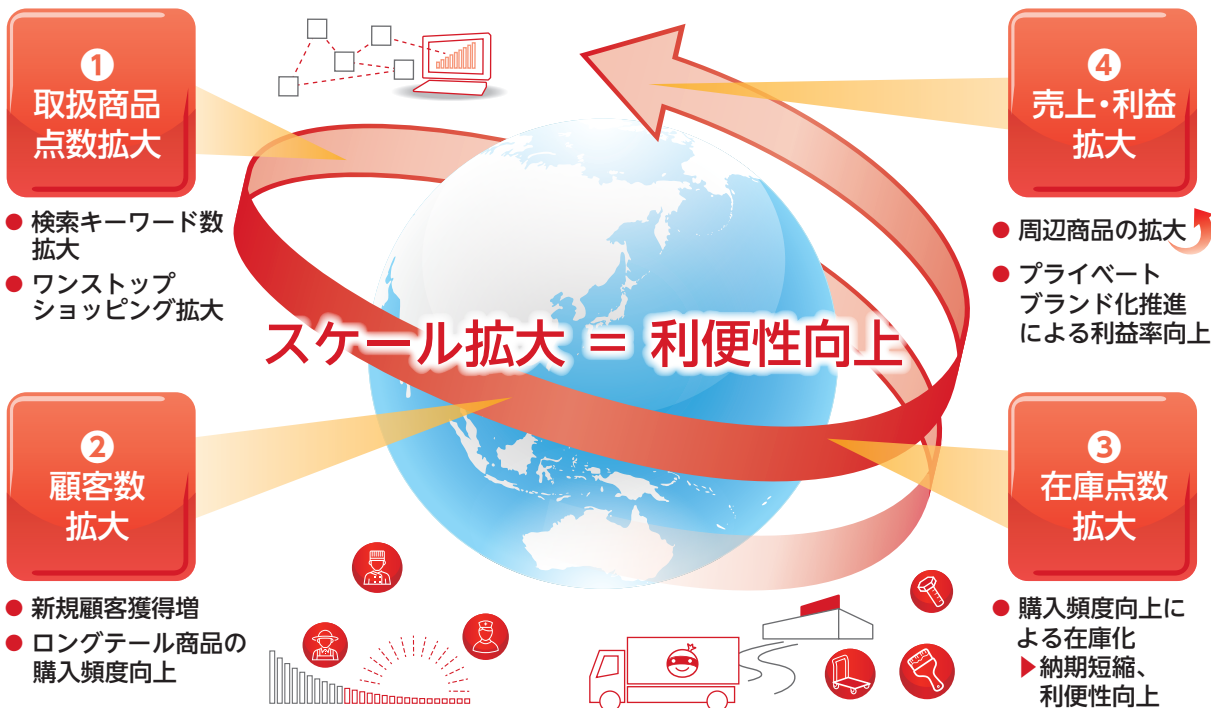 ❶
取扱商品
点数拡大
● 検索キーワード数
拡大
● ワンストップ
ショッピング拡大
❷
顧客数
拡大
● 新規顧客獲得増
● ロングテール商品の
購入頻度向上
スケール拡大 = 利便性向上
❸
在庫点数
拡大
● 購入頻度向上に
よる在庫化
▶納期短縮、
利便性向上
❹
売上・利益
拡大
● 周辺商品の拡大
● プライベート
ブランド化推進
による利益率向上